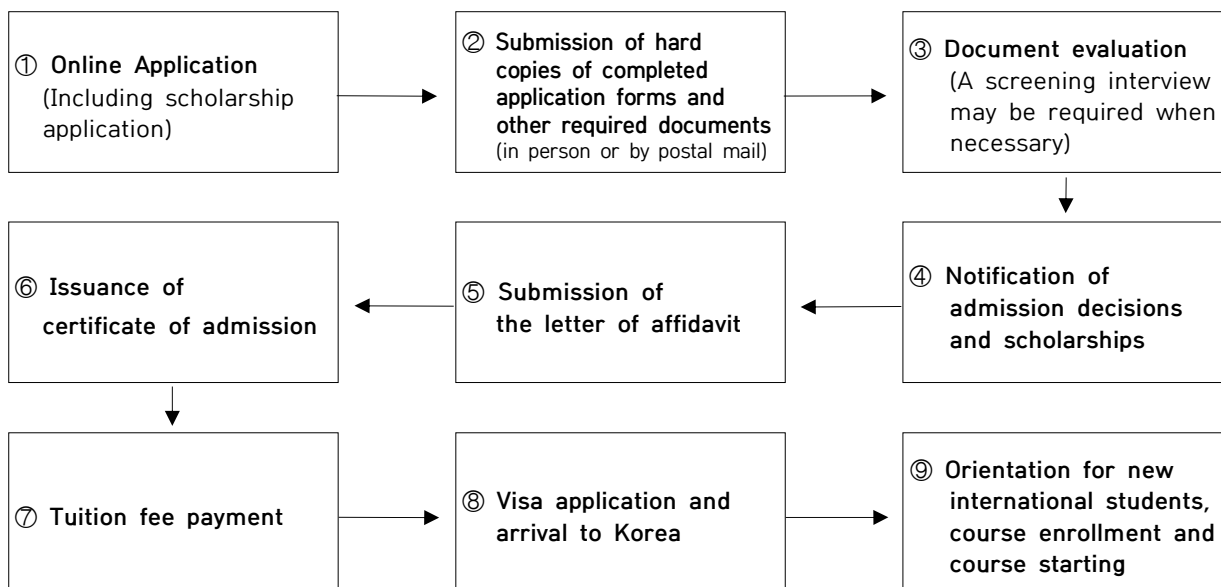 ① Online Application
(Including scholarship
application)
② Submission of hard
copies of completed
application forms and
other required documents
(in person or by postal mail)
③ Document evaluation
(A screening interview
may be required when
necessary)
④ Notification of
admission decisions
and scholarships
⑤ Submission of
the letter of affidavit
⑥ Issuance of
certificate of admission
⑦ Tuition fee payment
⑧ Visa application and
arrival to Korea
⑨ Orientation for new
international students,
course enrollment and
course starting